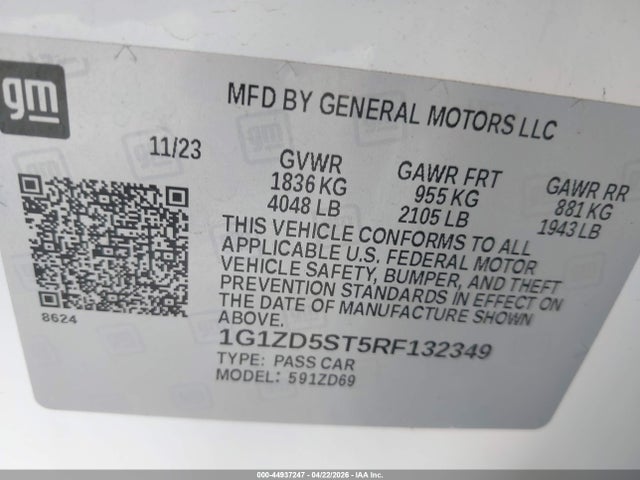 gm
MFD BY GENERAL MOTORS LLC
11/23
GVWR GAWR FRT GAWR RR
1836 KG 955 KG 881 KG
4048 LB 2105 LB 1943 LB
THIS VEHICLE CONFORMS TO ALL
APPLICABLE U.S. FEDERAL MOTOR
VEHICLE SAFETY, BUMPER, AND THEFT
PREVENTION STANDARDS IN EFFECT ON
THE DATE OF MANUFACTURE SHOWN
ABOVE.
8624
1G1ZD5ST5RF132349
TYPE: PASS CAR
MODEL: 591ZD69
000-44937247 - 04/22/2026 - IAA Inc.